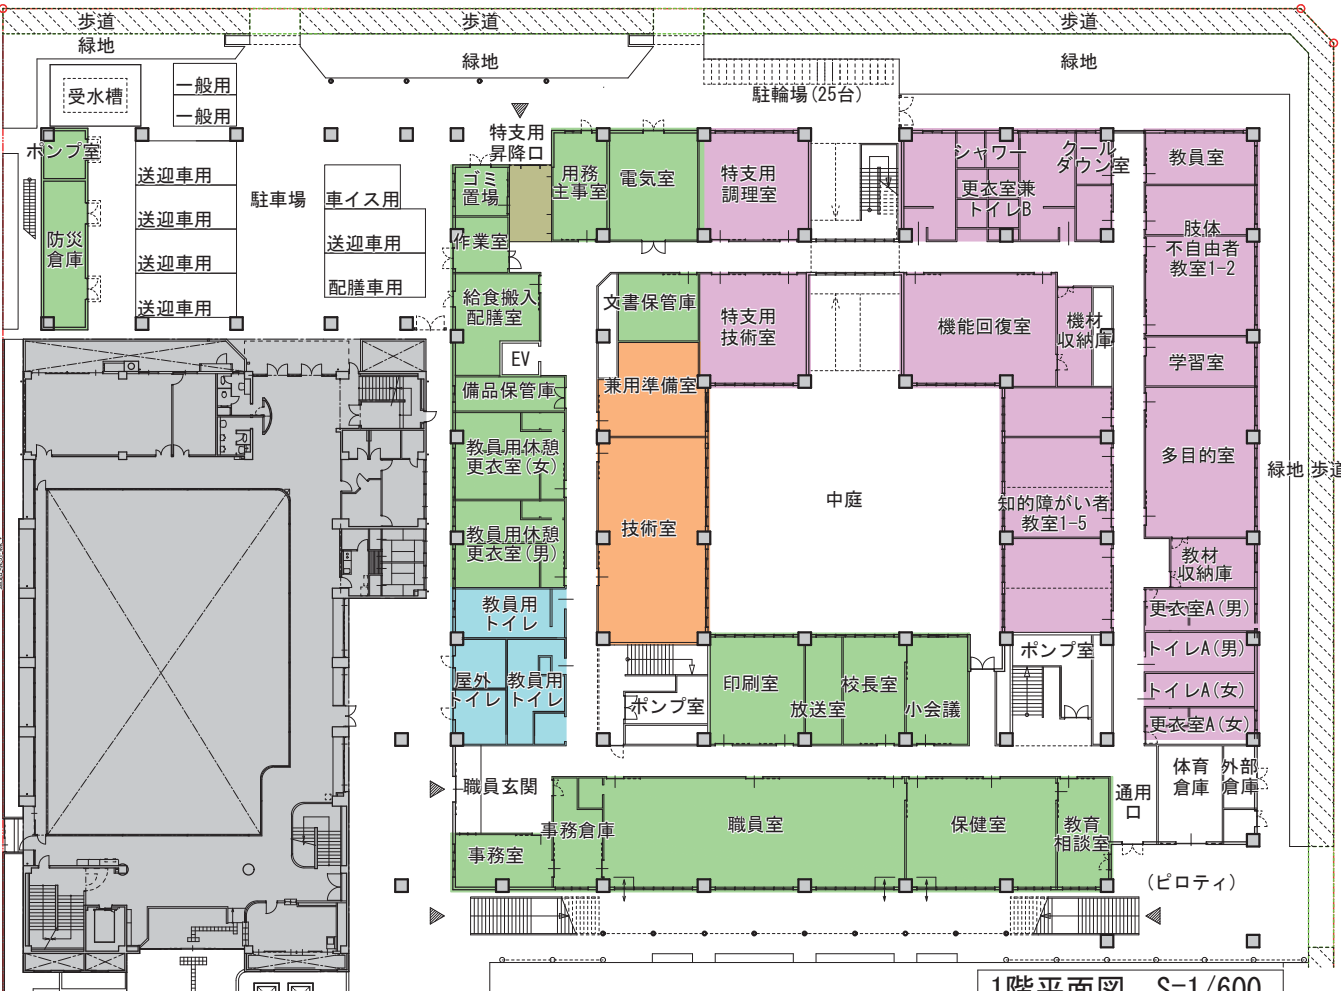 歩道
歩道
歩道
緑地
緑地
緑地
受水槽
一般用
一般用
駐輪場(25台)
ポンプ室
防災
倉庫
送迎車用
送迎車用
送迎車用
送迎車用
駐車場
車イス用
送迎車用
配膳車用
特支用
昇降口
ゴミ
置場
用務
主事室
電気室
特支用
調理室
シャワー
更衣室兼
トイレB
クール
ダウン室
教員室
肢体
不自由者
教室1-2
作業室
給食搬入
配膳室
EV
文書保管庫
特支用
技術室
機能回復室
機材
収納庫
学習室
備品保管庫
兼用準備室
教員用休憩
更衣室(女)
教員用休憩
更衣室(男)
技術室
中庭
知的障がい者
教室1-5
多目的室
緑地
歩道
教材
収納庫
教員用
トイレ
更衣室A(男)
トイレA(男)
トイレA(女)
更衣室A(女)
屋外
トイレ
教員用
トイレ
ポンプ室
印刷室
放送室
校長室
小会議
ポンプ室
職員玄関
事務倉庫
事務室
職員室
保健室
教育
相談室
通用
口
体育
倉庫
外部
倉庫
(ピロティ)
1階平面図 S=1/600